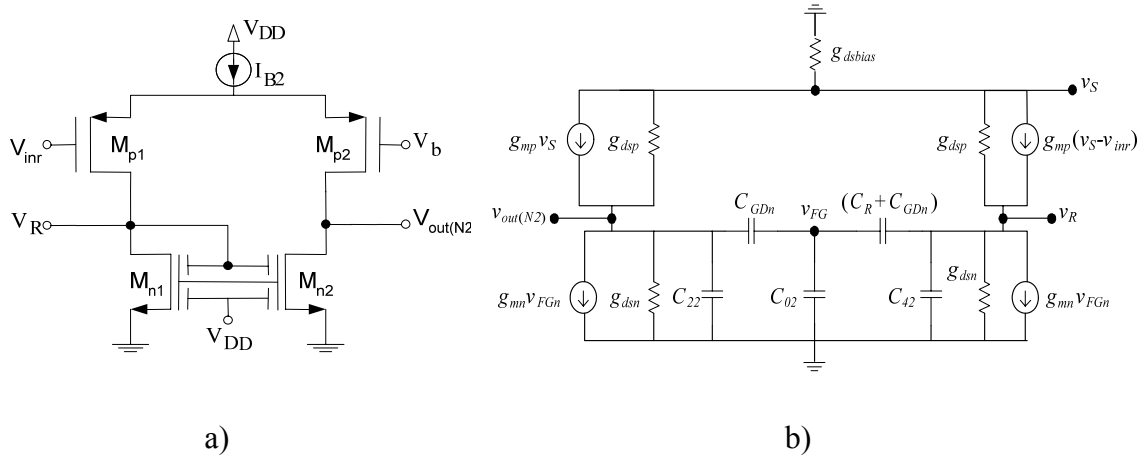 V_DD
I_B2
V_inr
M_p1
M_p2
V_b
V_R
V_out(N2
M_n1
M_n2
V_DD
a)
g_dsbias
v_S
g_mp v_S
g_dsp
g_dsp
g_mp(v_S-v_inr)
v_out(N2)
C_GDn
v_FG
(C_R+C_GDn)
v_R
g_mn v_FGn
g_dsn
C_22
C_02
C_42
g_dsn
g_mn v_FGn
b)